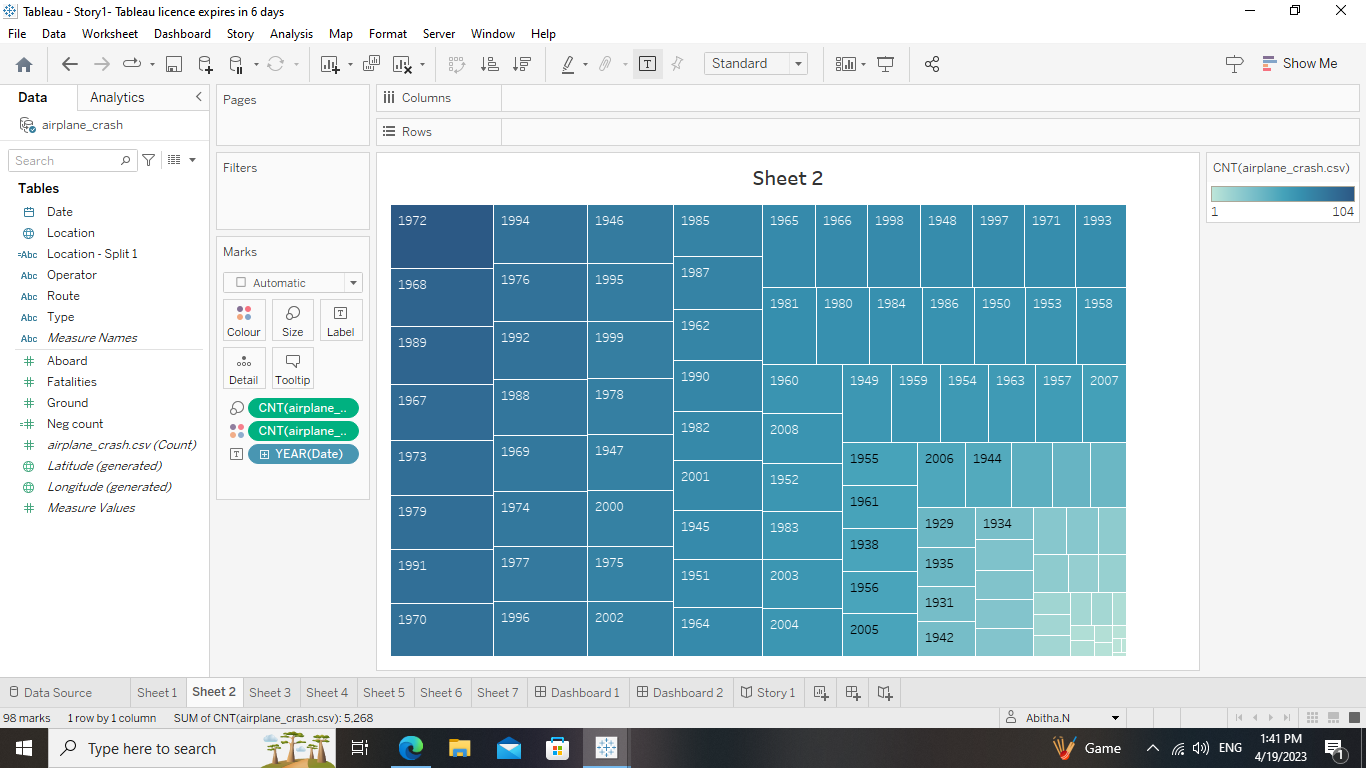 Tableau - Story1- Tableau licence expires in 6 days
File Data Worksheet Dashboard Story Analysis Map Format Server Window Help
Standard
Show Me
Data Analytics
airplane_crash
Search
Tables
Date
Location
=Abc Location - Split 1
Abc Operator
Abc Route
Abc Type
Abc Measure Names
# Aboard
# Fatalities
# Ground
=# Neg count
# airplane_crash.csv (Count)
Latitude (generated)
Longitude (generated)
# Measure Values
Pages
Filters
Marks
Automatic
Colour Size Label
Detail Tooltip
CNT(airplane_..
CNT(airplane_..
YEAR(Date)
Columns
Rows
Sheet 2
1972
1968
1989
1967
1973
1979
1991
1970
1994
1976
1992
1988
1969
1974
1977
1996
1946
1995
1999
1978
1947
2000
1975
2002
1985
1987
1962
1990
1982
2001
1945
1951
1964
1965 1966 1998 1948 1997 1971 1993
1981 1980 1984 1986 1950 1953 1958
1960
2008
1952
1983
2003
2004
1949 1959 1954 1963 1957 2007
1955
1961
1938
1956
2005
2006 1944
1929 1934
1935
1931
1942
CNT(airplane_crash.csv)
1 104
Data Source Sheet 1 Sheet 2 Sheet 3 Sheet 4 Sheet 5 Sheet 6 Sheet 7 Dashboard 1 Dashboard 2 Story 1
98 marks 1 row by 1 column SUM of CNT(airplane_crash.csv): 5,268 Abitha.N
Type here to search
Game
ENG
1:41 PM
4/19/2023
1